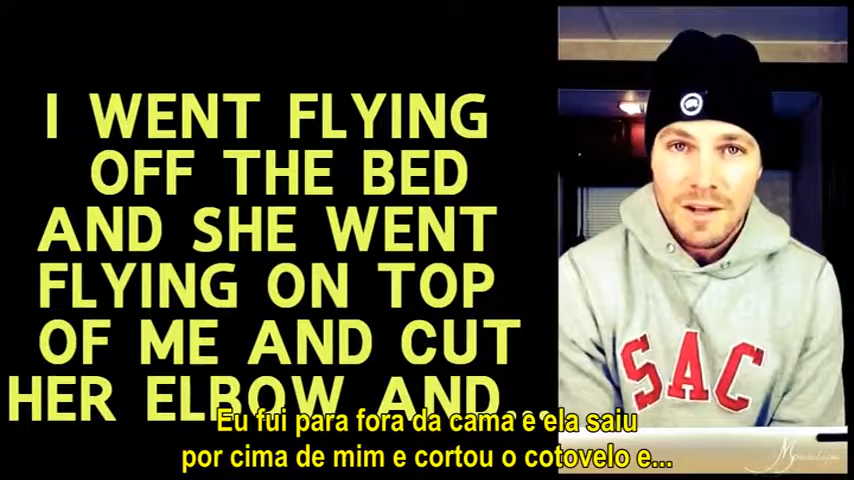 I WENT FLYING
OFF THE BED
AND SHE WENT
FLYING ON TOP
OF ME AND CUT
HER ELBOW AND...
SAC
Eu fui para fora da cama e ela saiu
por cima de mim e cortou o cotovelo e...